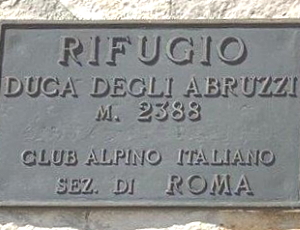 RIFUGIO
DUCA DEGLI ABRUZZI
M. 2388
CLUB ALPINO ITALIANO
SEZ. DI ROMA